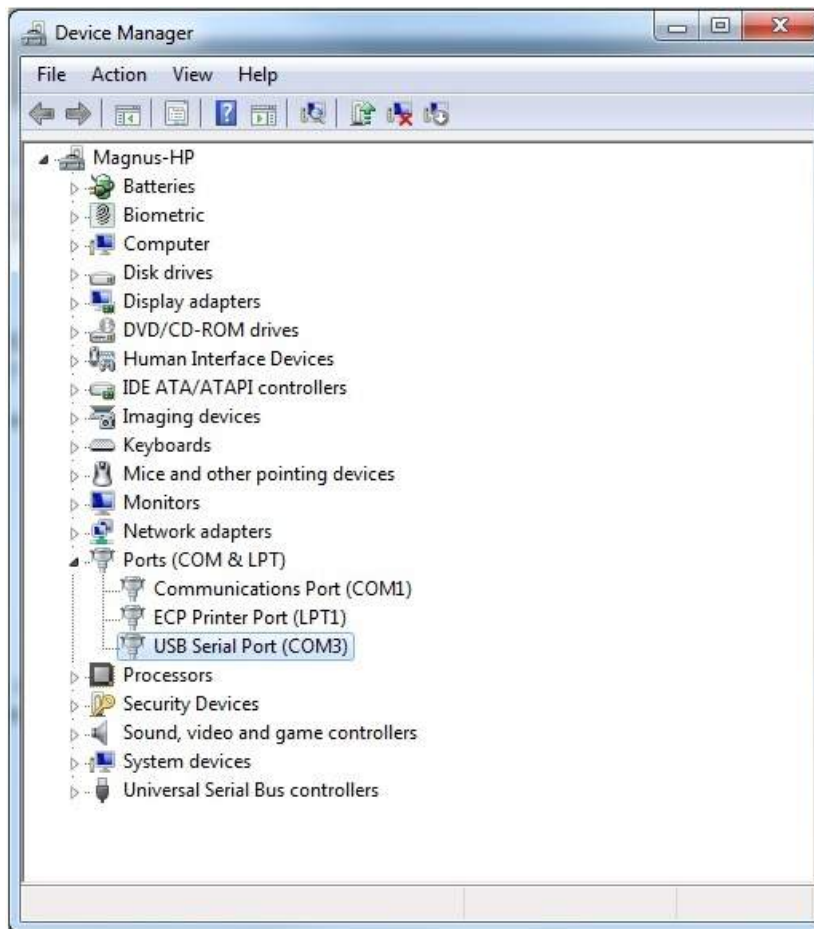 Device Manager
File Action View Help
Magnus-HP
Batteries
Biometric
Computer
Disk drives
Display adapters
DVD/CD-ROM drives
Human Interface Devices
IDE ATA/ATAPI controllers
Imaging devices
Keyboards
Mice and other pointing devices
Monitors
Network adapters
Ports (COM & LPT)
Communications Port (COM1)
ECP Printer Port (LPT1)
USB Serial Port (COM3)
Processors
Security Devices
Sound, video and game controllers
System devices
Universal Serial Bus controllers